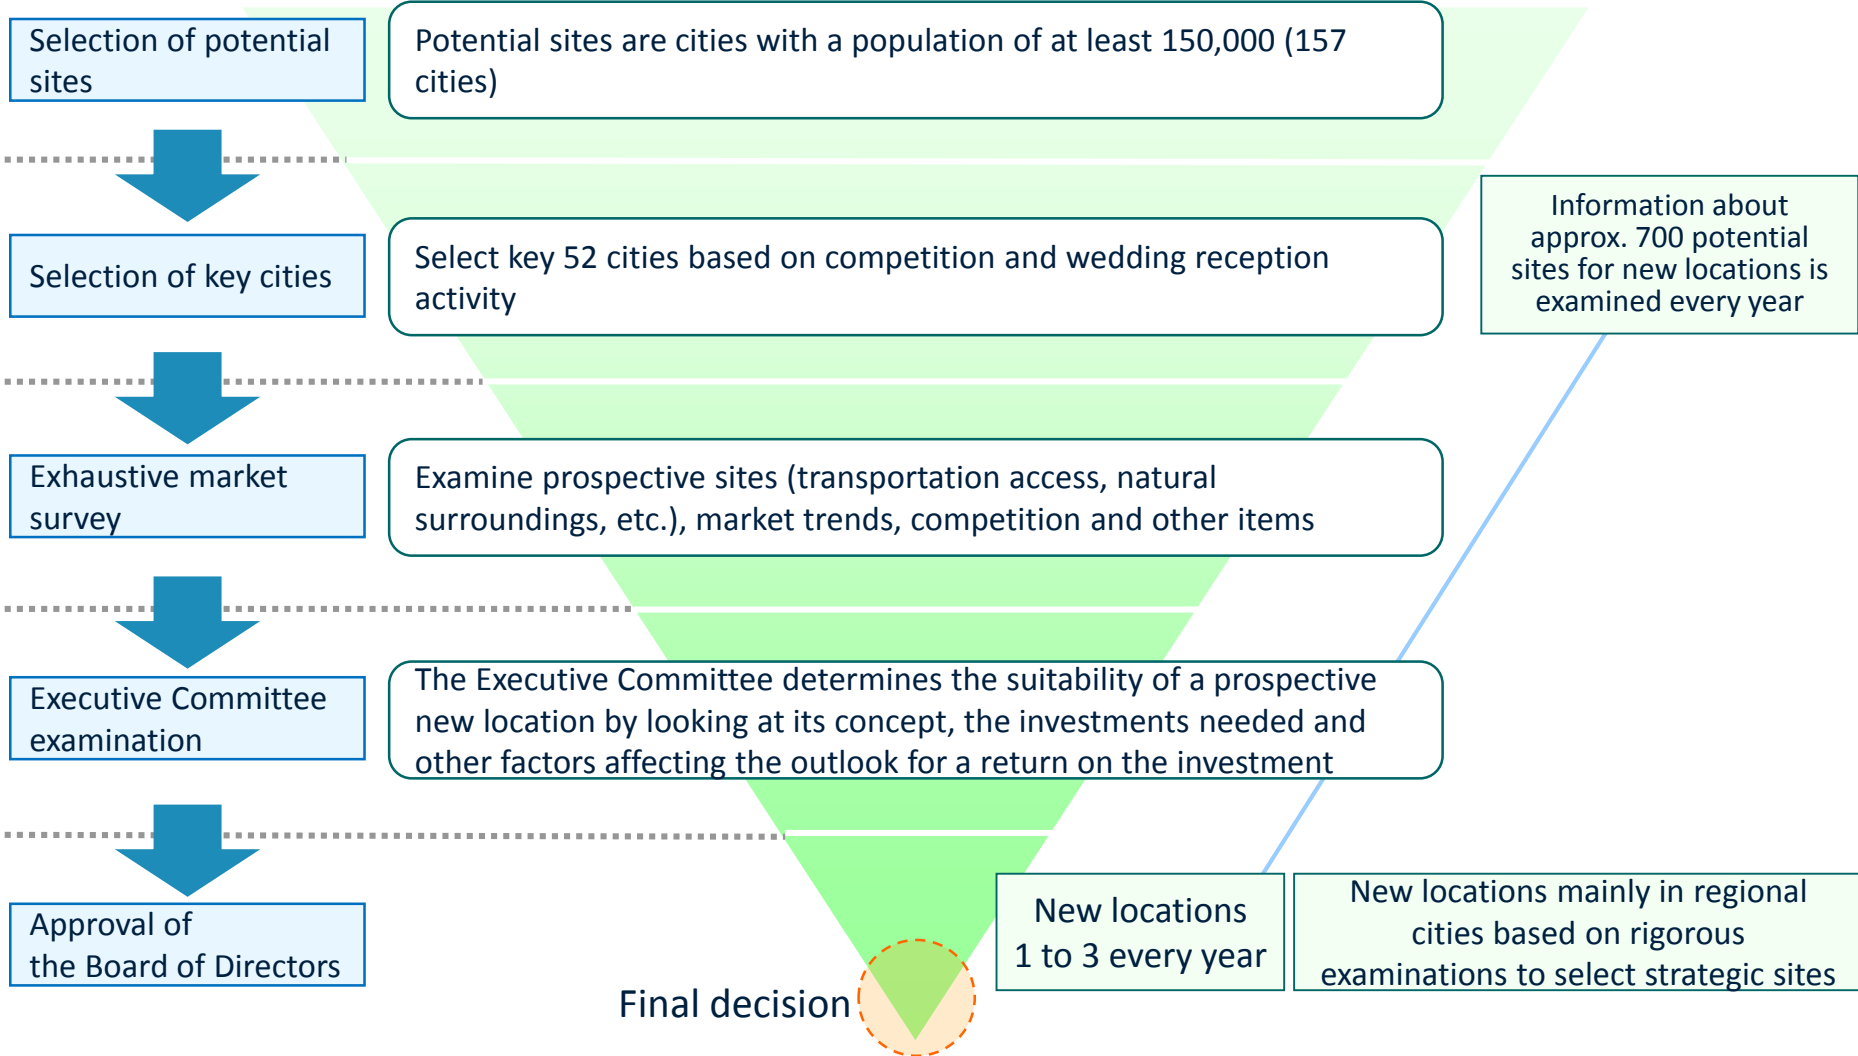 Selection of potential
sites
Potential sites are cities with a population of at least 150,000 (157
cities)
Information about
approx. 700 potential
sites for new locations is
examined every year
Selection of key cities
Select key 52 cities based on competition and wedding reception
activity
Exhaustive market
survey
Examine prospective sites (transportation access, natural
surroundings, etc.), market trends, competition and other items
Executive Committee
examination
The Executive Committee determines the suitability of a prospective
new location by looking at its concept, the investments needed and
other factors affecting the outlook for a return on the investment
Approval of
the Board of Directors
Final decision
New locations
1 to 3 every year
New locations mainly in regional
cities based on rigorous
examinations to select strategic sites